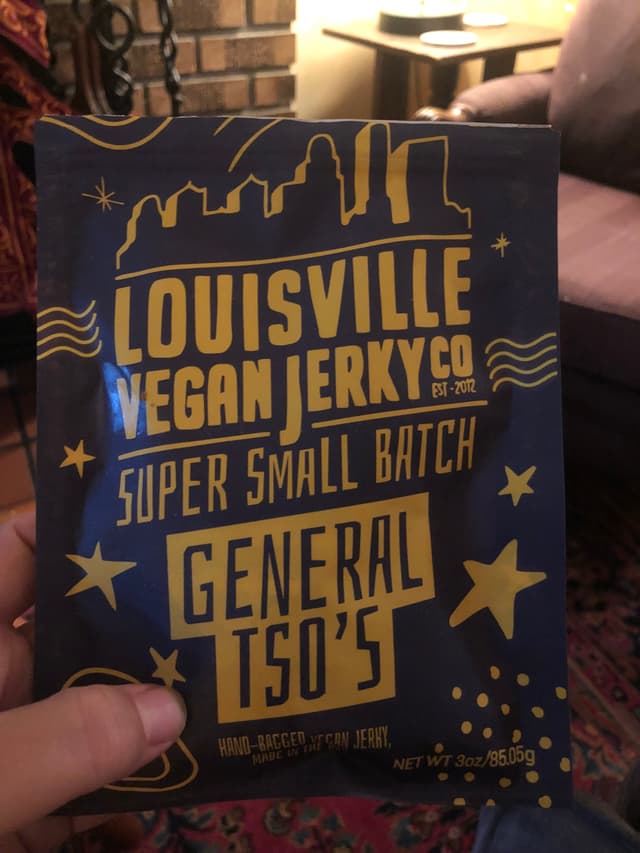 LOUISVILLE
VEGAN JERKY CO
EST-2012
SUPER SMALL BATCH
GENERAL
TSO'S
HAND-BAGGED VEGAN JERKY,
MADE IN THE
NET WT 3oz/85.05g